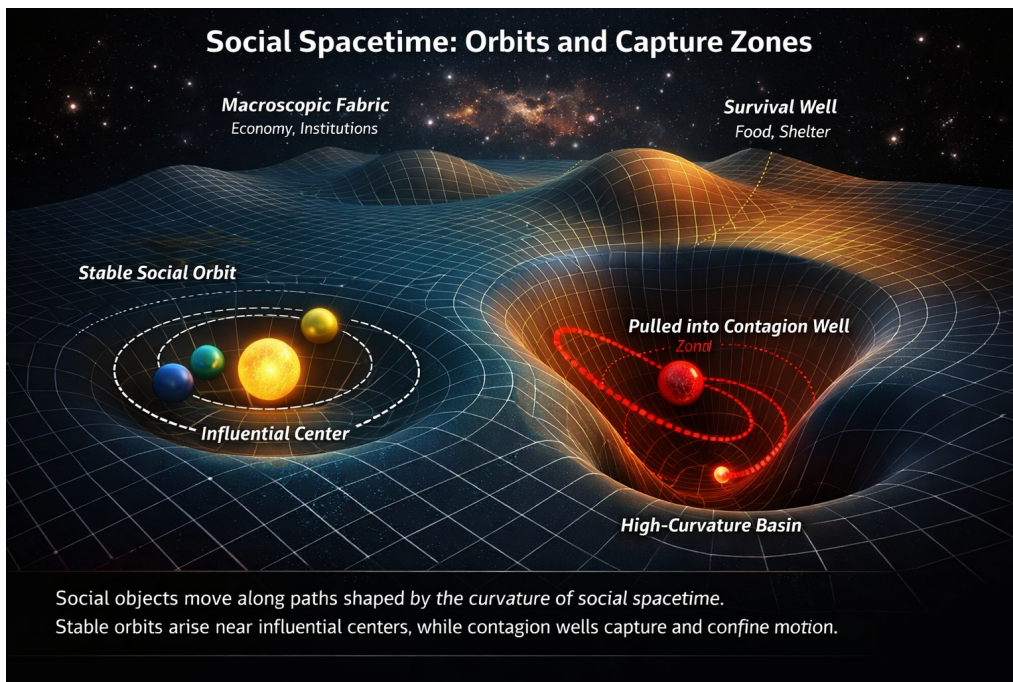 Social Spacetime: Orbits and Capture Zones
Macroscopic Fabric
Economy, Institutions
Survival Well
Food, Shelter
Stable Social Orbit
Pulled into Contagion Well
Influential Center
High-Curvature Basin
Social objects move along paths shaped by the curvature of social spacetime.
Stable orbits arise near influential centers, while contagion wells capture and confine motion.